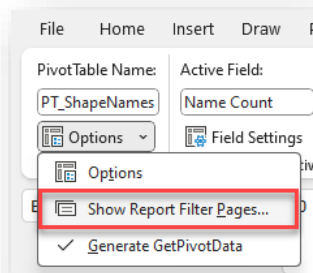 File Home Insert Draw
PivotTable Name: Active Field:
PT_ShapeNames Name Count
Options Field Settings
Options
Show Report Filter Pages...
Generate GetPivotData